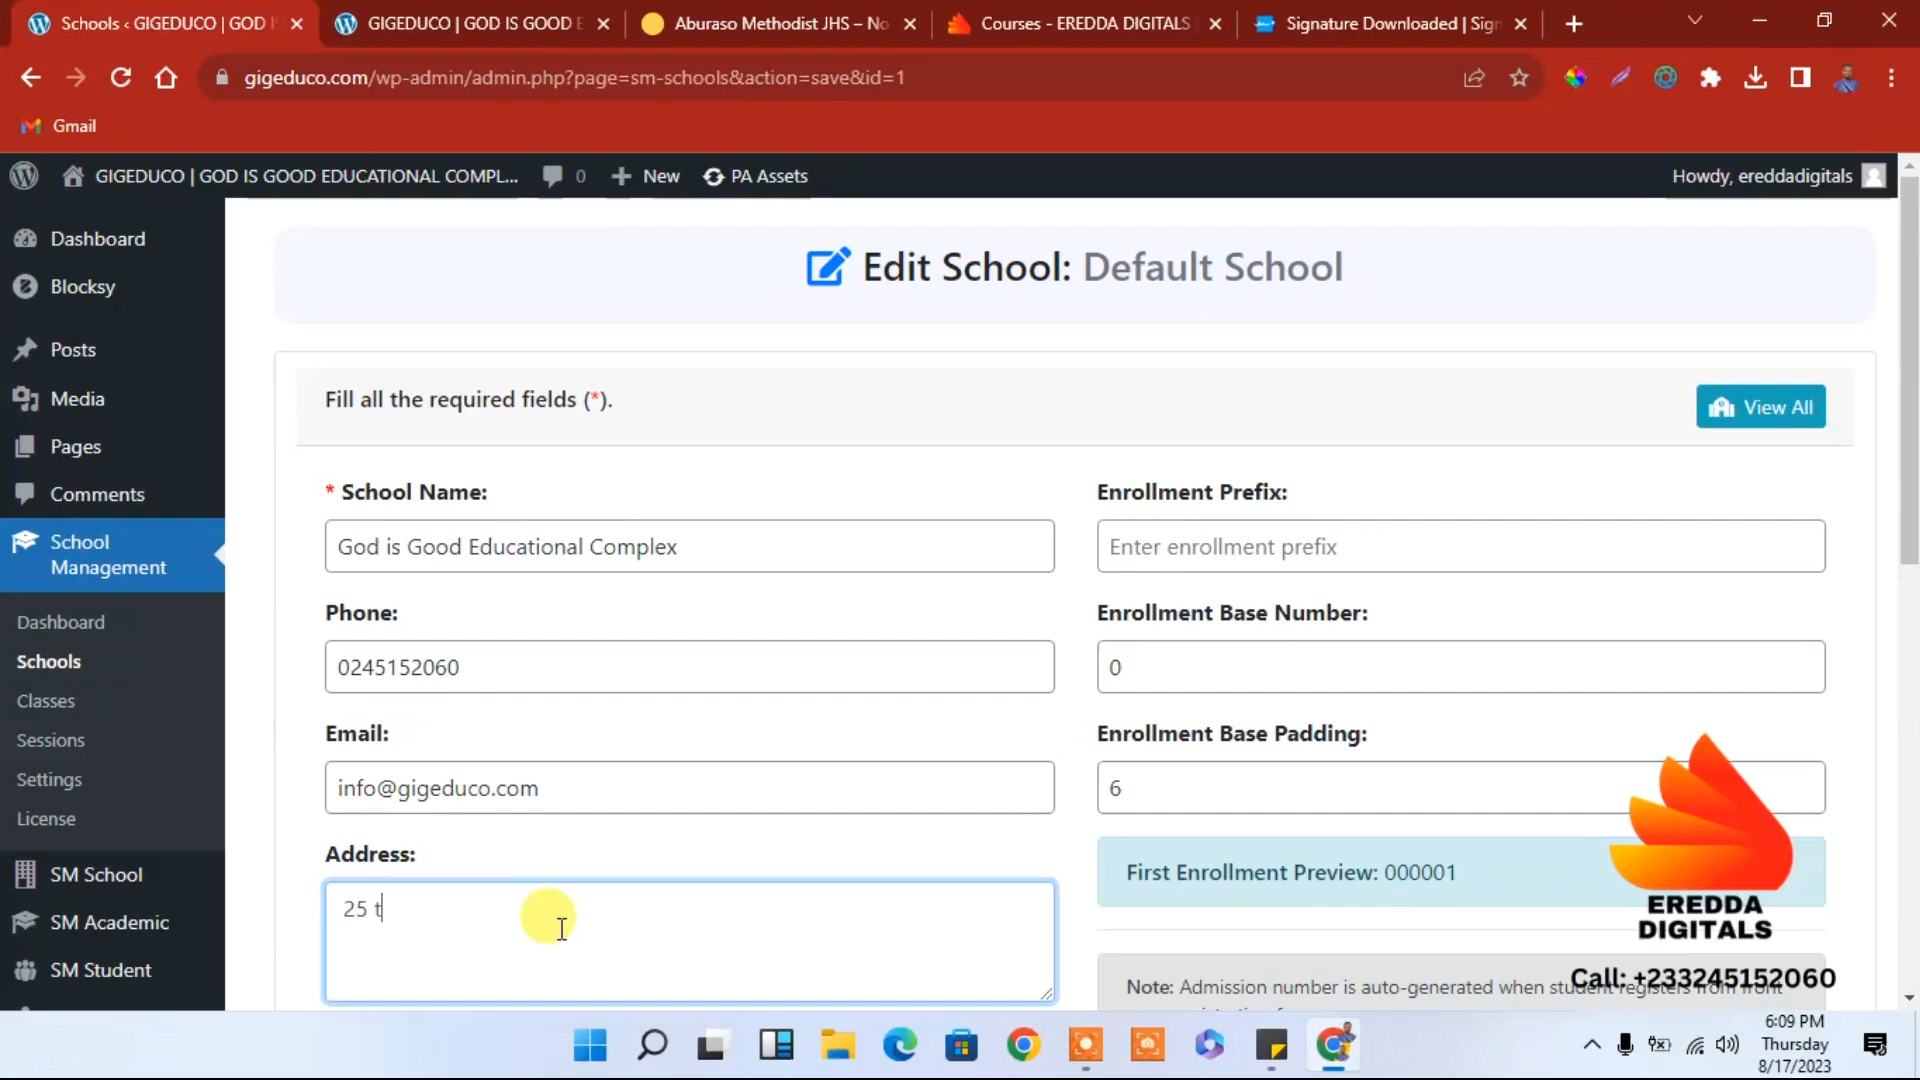 Schools ‹ GIGEDUCO | GOD I
GIGEDUCO | GOD IS GOOD E
Aburaso Methodist JHS – No
Courses - EREDDA DIGITALS
Signature Downloaded | Sign
gigeduco.com/wp-admin/admin.php?page=sm-schools&action=save&id=1
Gmail
GIGEDUCO | GOD IS GOOD EDUCATIONAL COMPL...
0
New
PA Assets
Howdy, ereddadigitals
Dashboard
Blocksy
Posts
Media
Pages
Comments
School
Management
Dashboard
Schools
Classes
Sessions
Settings
License
SM School
SM Academic
SM Student
Edit School: Default School
Fill all the required fields (*).
View All
* School Name:
God is Good Educational Complex
Phone:
0245152060
Email:
info@gigeduco.com
Address:
25 t
Enrollment Prefix:
Enter enrollment prefix
Enrollment Base Number:
0
Enrollment Base Padding:
6
First Enrollment Preview: 000001
Note: Admission number is auto-generated when student registers from front
EREDDA
DIGITALS
Call: +233245152060
6:09 PM
Thursday
8/17/2023